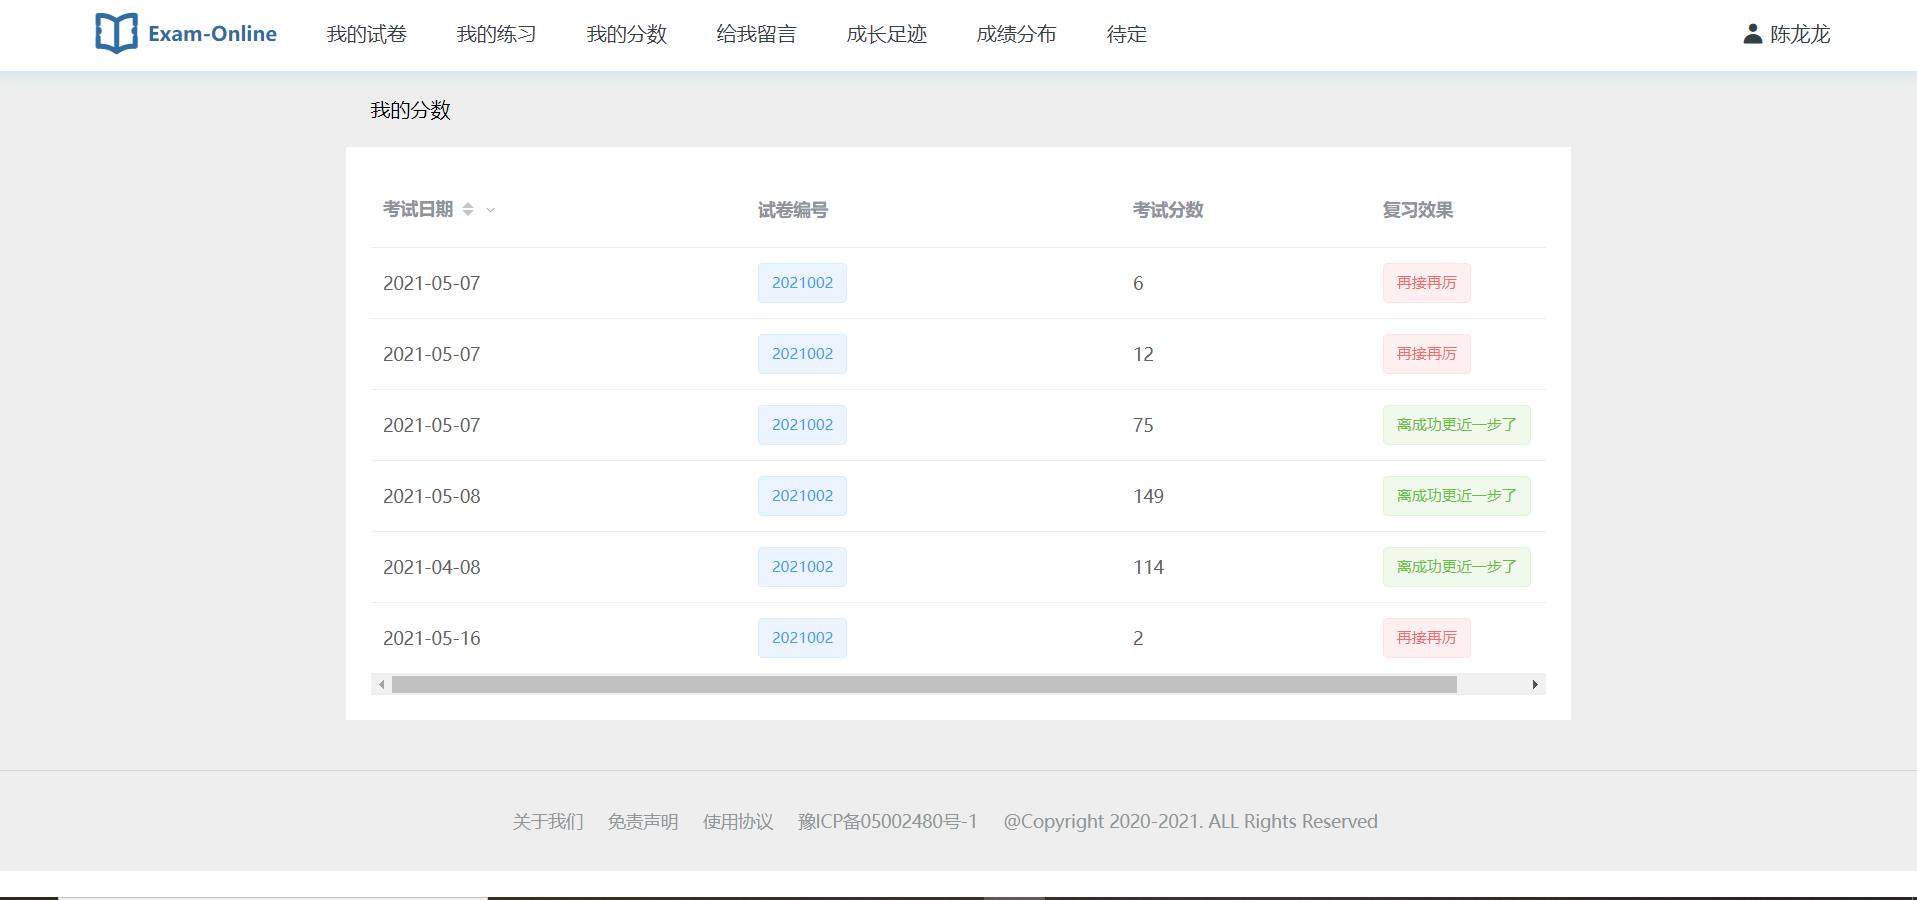 Exam-Online 我的试卷 我的练习 我的分数 给我留言 成长足迹 成绩分布 待定 陈龙龙
我的分数
考试日期 试卷编号 考试分数 复习效果
2021-05-07 2021002 6 再接再厉
2021-05-07 2021002 12 再接再厉
2021-05-07 2021002 75 离成功更近一步了
2021-05-08 2021002 149 离成功更近一步了
2021-04-08 2021002 114 离成功更近一步了
2021-05-16 2021002 2 再接再厉
关于我们 免责声明 使用协议 豫ICP备05002480号-1 @Copyright 2020-2021. ALL Rights Reserved